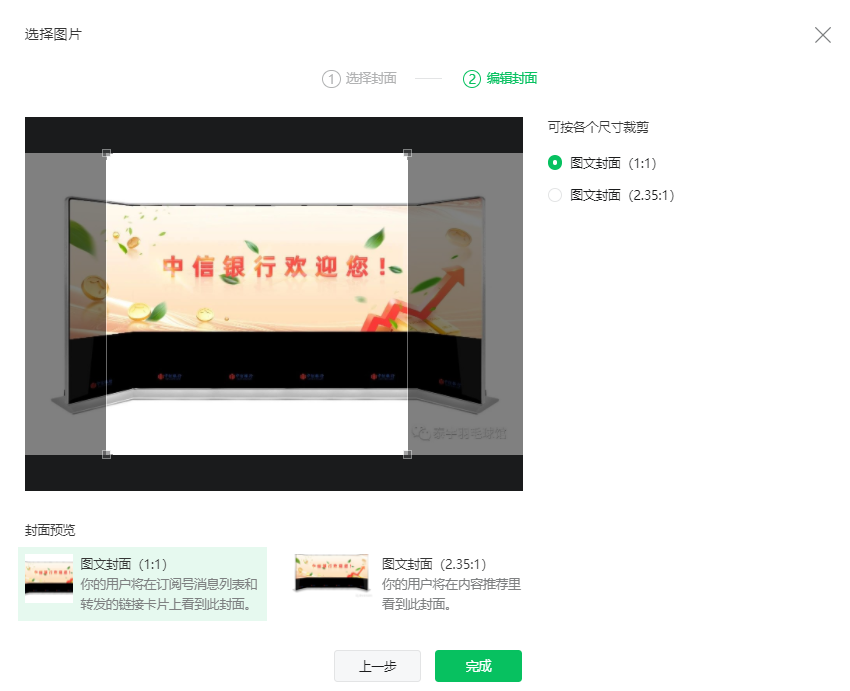 选择图片
1 选择封面
2 编辑封面
可按各个尺寸裁剪
图文封面（1:1）
图文封面（2.35:1）
中信银行欢迎您！
封面预览
图文封面（1:1）
你的用户将在订阅号消息列表和
转发的链接卡片上看到此封面。
图文封面（2.35:1）
你的用户将在内容推荐里
看到此封面。
上一步
完成